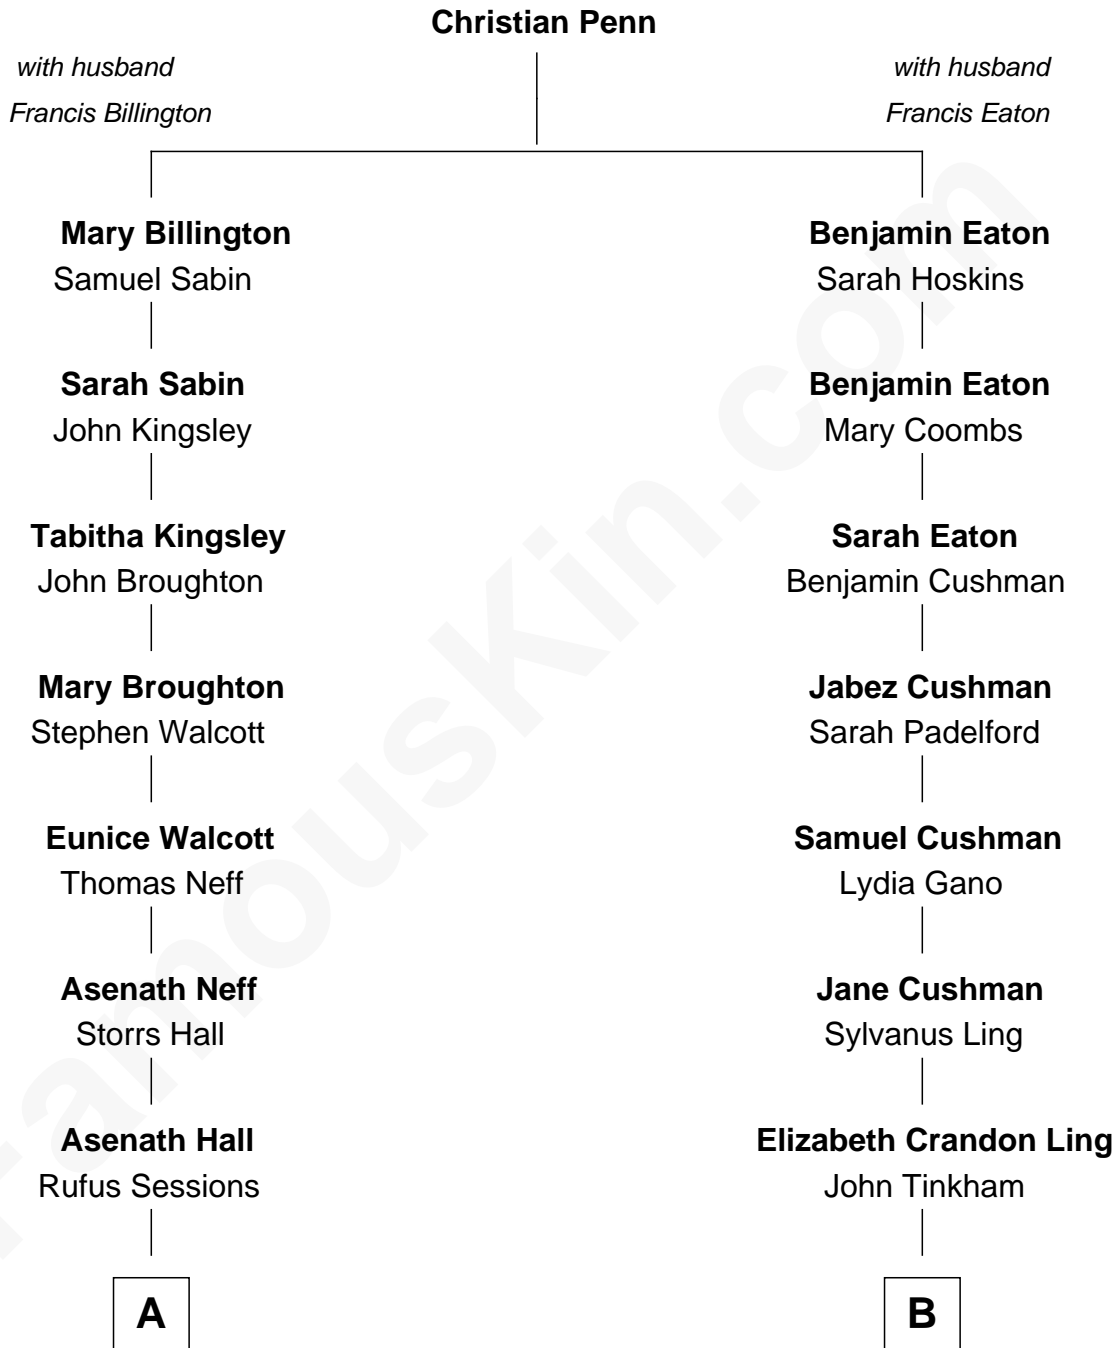 Christian Penn
with husband
Francis Billington
with husband
Francis Eaton
Mary Billington
Samuel Sabin
Benjamin Eaton
Sarah Hoskins
Sarah Sabin
John Kingsley
Benjamin Eaton
Mary Coombs
Tabitha Kingsley
John Broughton
Sarah Eaton
Benjamin Cushman
Mary Broughton
Stephen Walcott
Jabez Cushman
Sarah Padelford
Eunice Walcott
Thomas Neff
Samuel Cushman
Lydia Gano
Asenath Neff
Storrs Hall
Jane Cushman
Sylvanus Ling
Asenath Hall
Rufus Sessions
Elizabeth Crandon Ling
John Tinkham
A
B
FamousKin.com